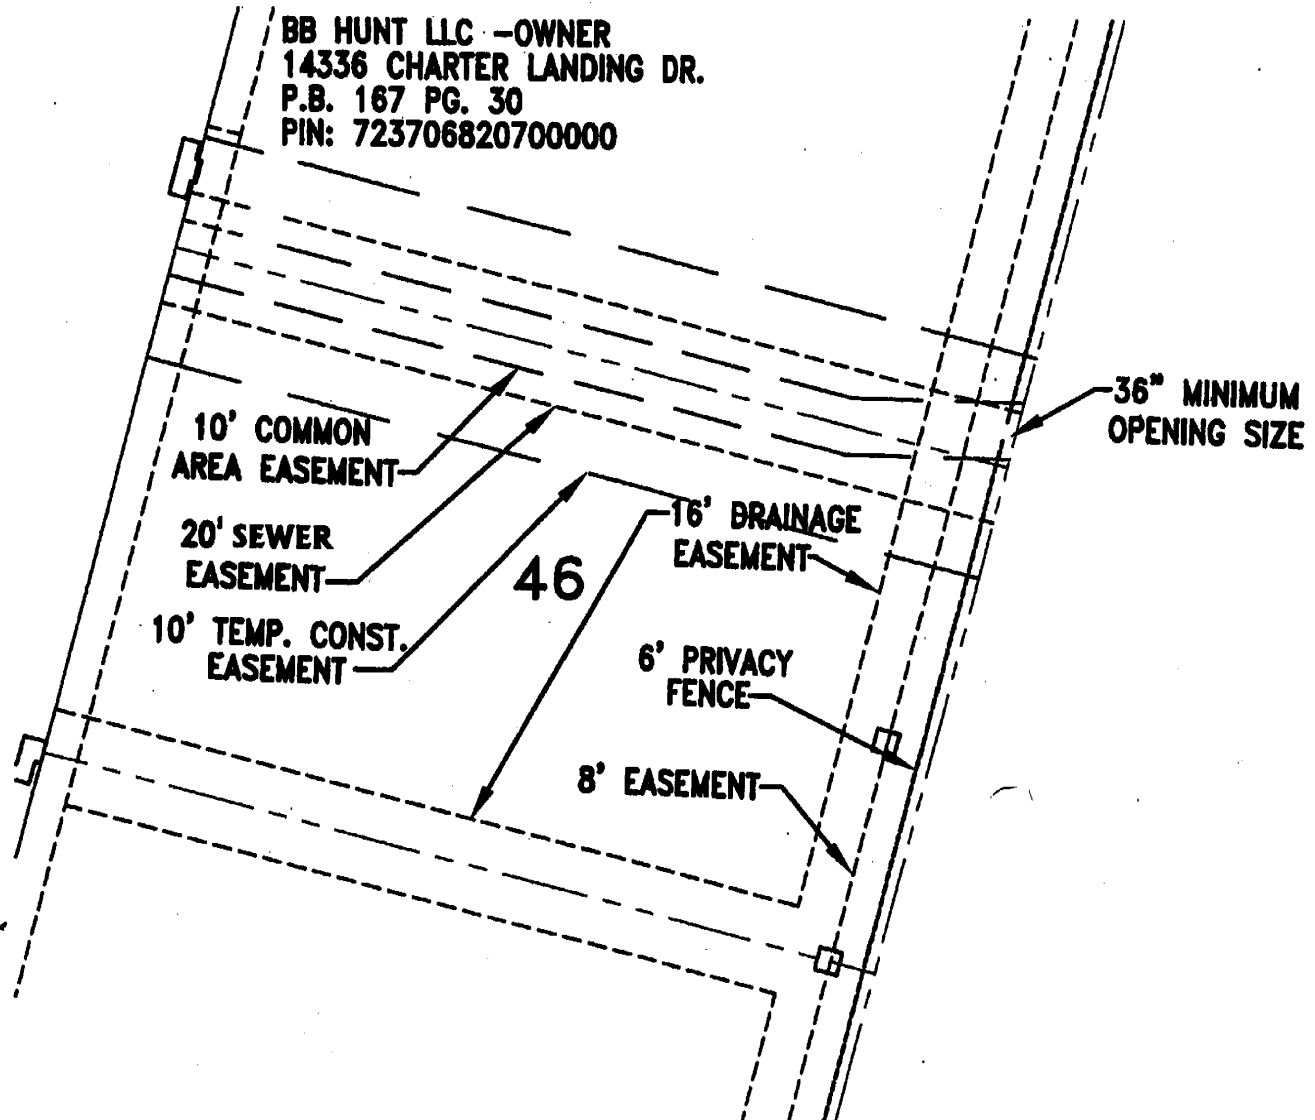 BB HUNT LLC -OWNER
14336 CHARTER LANDING DR.
P.B. 167 PG. 30
PIN: 723706820700000
36" MINIMUM
OPENING SIZE
10' COMMON
AREA EASEMENT
20' SEWER
EASEMENT
10' TEMP. CONST.
EASEMENT
46
16' DRAINAGE
EASEMENT
6' PRIVACY
FENCE
8' EASEMENT